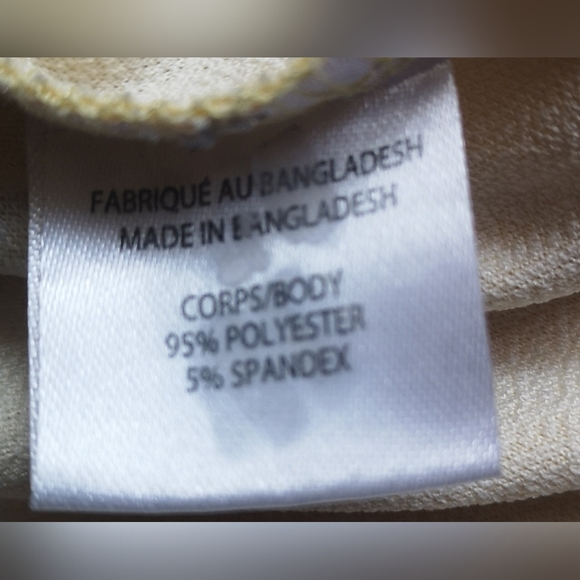 FABRIQUÉ AU BANGLADESH
MADE IN BANGLADESH
CORPS/BODY
95% POLYESTER
5% SPANDEX